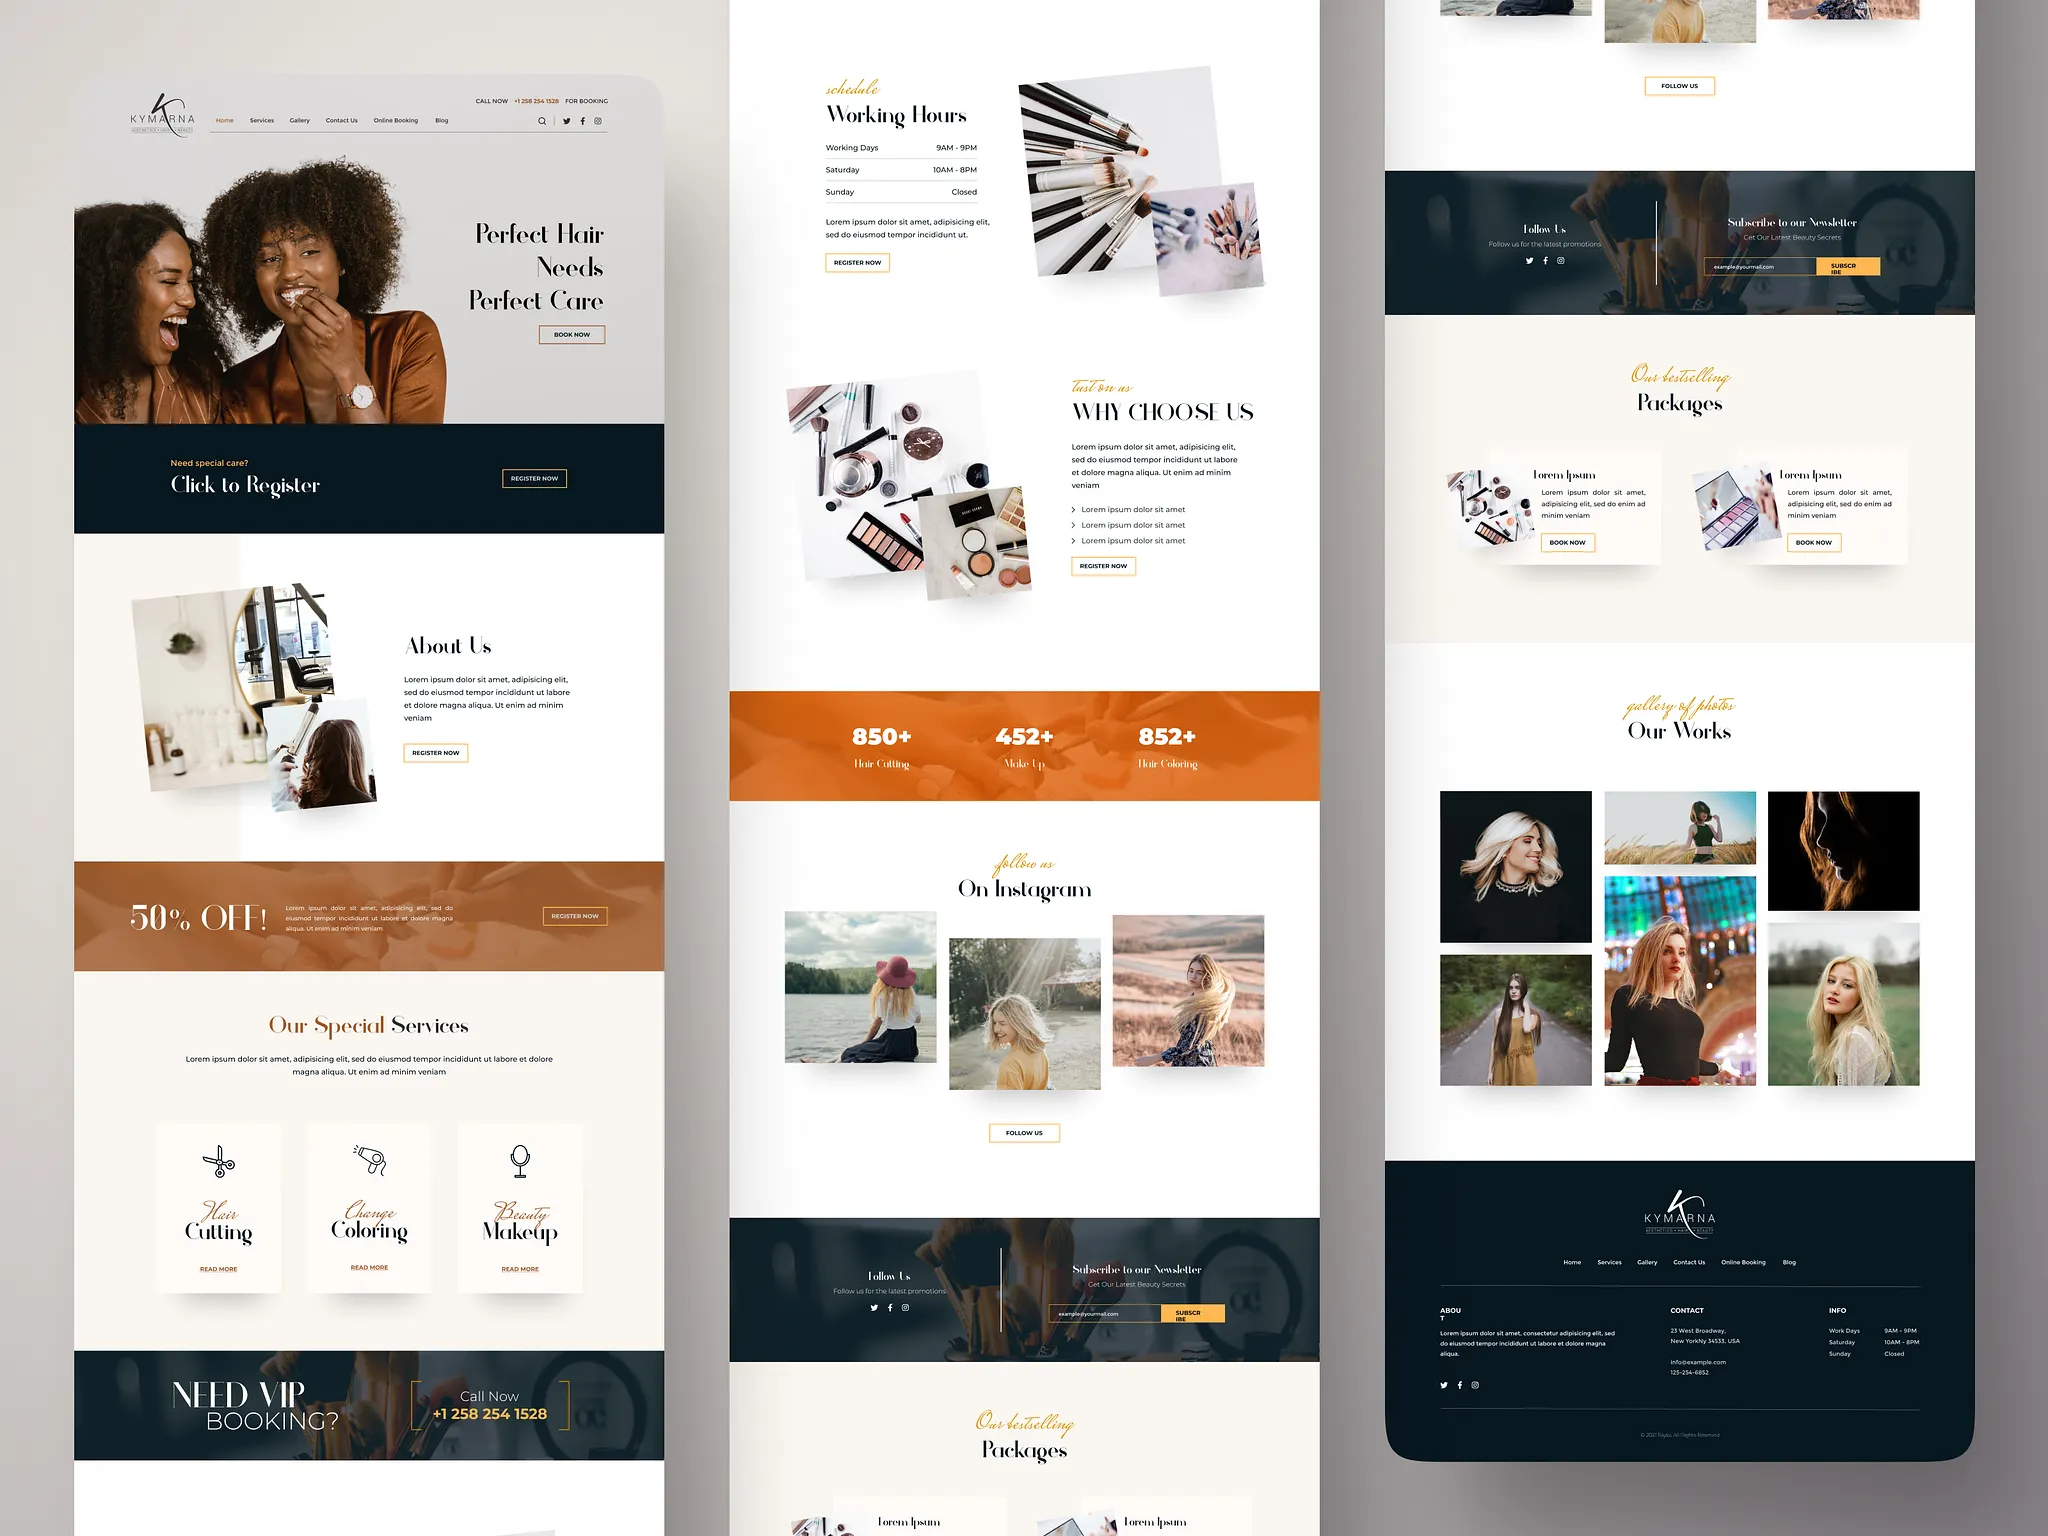 KYMARNA
AESTHETICS • HAIR • BEAUTY
CALL NOW +1 258 254 1528 FOR BOOKING
Home Services Gallery Contact Us Online Booking Blog
Perfect Hair
Needs
Perfect Care
BOOK NOW
Need special care?
Click to Register
REGISTER NOW
About Us
Lorem ipsum dolor sit amet, adipisicing elit,
sed do eiusmod tempor incididunt ut labore
et dolore magna aliqua. Ut enim ad minim
veniam
REGISTER NOW
50% OFF!
Lorem ipsum dolor sit amet, adipisicing elit, sed do
eiusmod tempor incididunt ut labore et dolore magna
aliqua. Ut enim ad minim veniam
REGISTER NOW
Our Special Services
Lorem ipsum dolor sit amet, adipisicing elit, sed do eiusmod tempor incididunt ut labore et dolore
magna aliqua. Ut enim ad minim veniam
Hair
Cutting
READ MORE
Change
Coloring
READ MORE
Beauty
Makeup
READ MORE
NEED VIP
BOOKING?
Call Now
+1 258 254 1528
schedule
Working Hours
Working Days 9AM - 9PM
Saturday 10AM - 8PM
Sunday Closed
Lorem ipsum dolor sit amet, adipisicing elit,
sed do eiusmod tempor incididunt ut.
REGISTER NOW
tust on us
WHY CHOOSE US
Lorem ipsum dolor sit amet, adipisicing elit,
sed do eiusmod tempor incididunt ut labore
et dolore magna aliqua. Ut enim ad minim
veniam
Lorem ipsum dolor sit amet
Lorem ipsum dolor sit amet
Lorem ipsum dolor sit amet
REGISTER NOW
850+
Hair Cutting
452+
Make Up
852+
Hair Coloring
follow us
On Instagram
FOLLOW US
Follow Us
Follow us for the latest promotions
Subscribe to our Newsletter
Get Our Latest Beauty Secrets
example@yourmail.com
SUBSCR
IBE
Our bestselling
Packages
Lorem Ipsum
Lorem Ipsum
FOLLOW US
Follow Us
Follow us for the latest promotions
Subscribe to our Newsletter
Get Our Latest Beauty Secrets
example@yourmail.com
SUBSCR
IBE
Our bestselling
Packages
Lorem Ipsum
Lorem ipsum dolor sit amet,
adipisicing elit, sed do eiusmod ad
minim veniam
BOOK NOW
Lorem Ipsum
Lorem ipsum dolor sit amet,
adipisicing elit, sed do eiusmod ad
minim veniam
BOOK NOW
gallery of photos
Our Works
KYMARNA
AESTHETICS • HAIR • BEAUTY
Home Services Gallery Contact Us Online Booking Blog
ABOU
T
Lorem ipsum dolor sit amet, consectetur adipisicing elit, sed
do eiusmod tempor incididunt ut labore et dolore magna
aliqua.
CONTACT
23 West Broadway,
New YorkNy 34533, USA
info@example.com
125-254-6852
INFO
Work Days 9AM - 9PM
Saturday 10AM - 8PM
Sunday Closed
All Rights Reserved